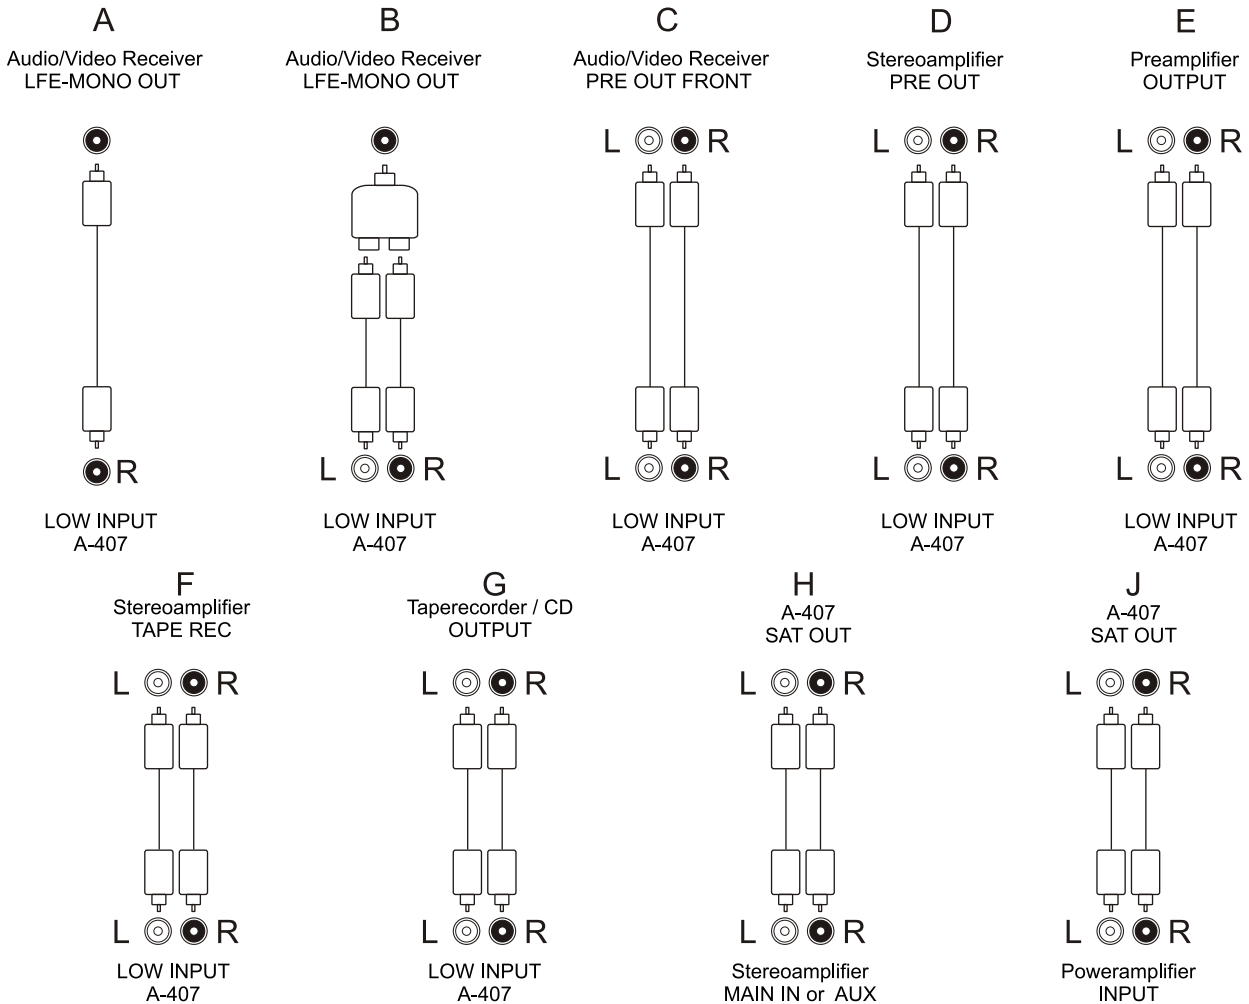 A
Audio/Video Receiver
LFE-MONO OUT
R
LOW INPUT
A-407
B
Audio/Video Receiver
LFE-MONO OUT
L R
LOW INPUT
A-407
C
Audio/Video Receiver
PRE OUT FRONT
L R
L R
LOW INPUT
A-407
D
Stereoamplifier
PRE OUT
L R
L R
LOW INPUT
A-407
E
Preamplifier
OUTPUT
L R
L R
LOW INPUT
A-407
F
Stereoamplifier
TAPE REC
L R
L R
LOW INPUT
A-407
G
Taperecorder / CD
OUTPUT
L R
L R
LOW INPUT
A-407
H
A-407
SAT OUT
L R
L R
Stereoamplifier
MAIN IN or AUX
J
A-407
SAT OUT
L R
L R
Poweramplifier
INPUT